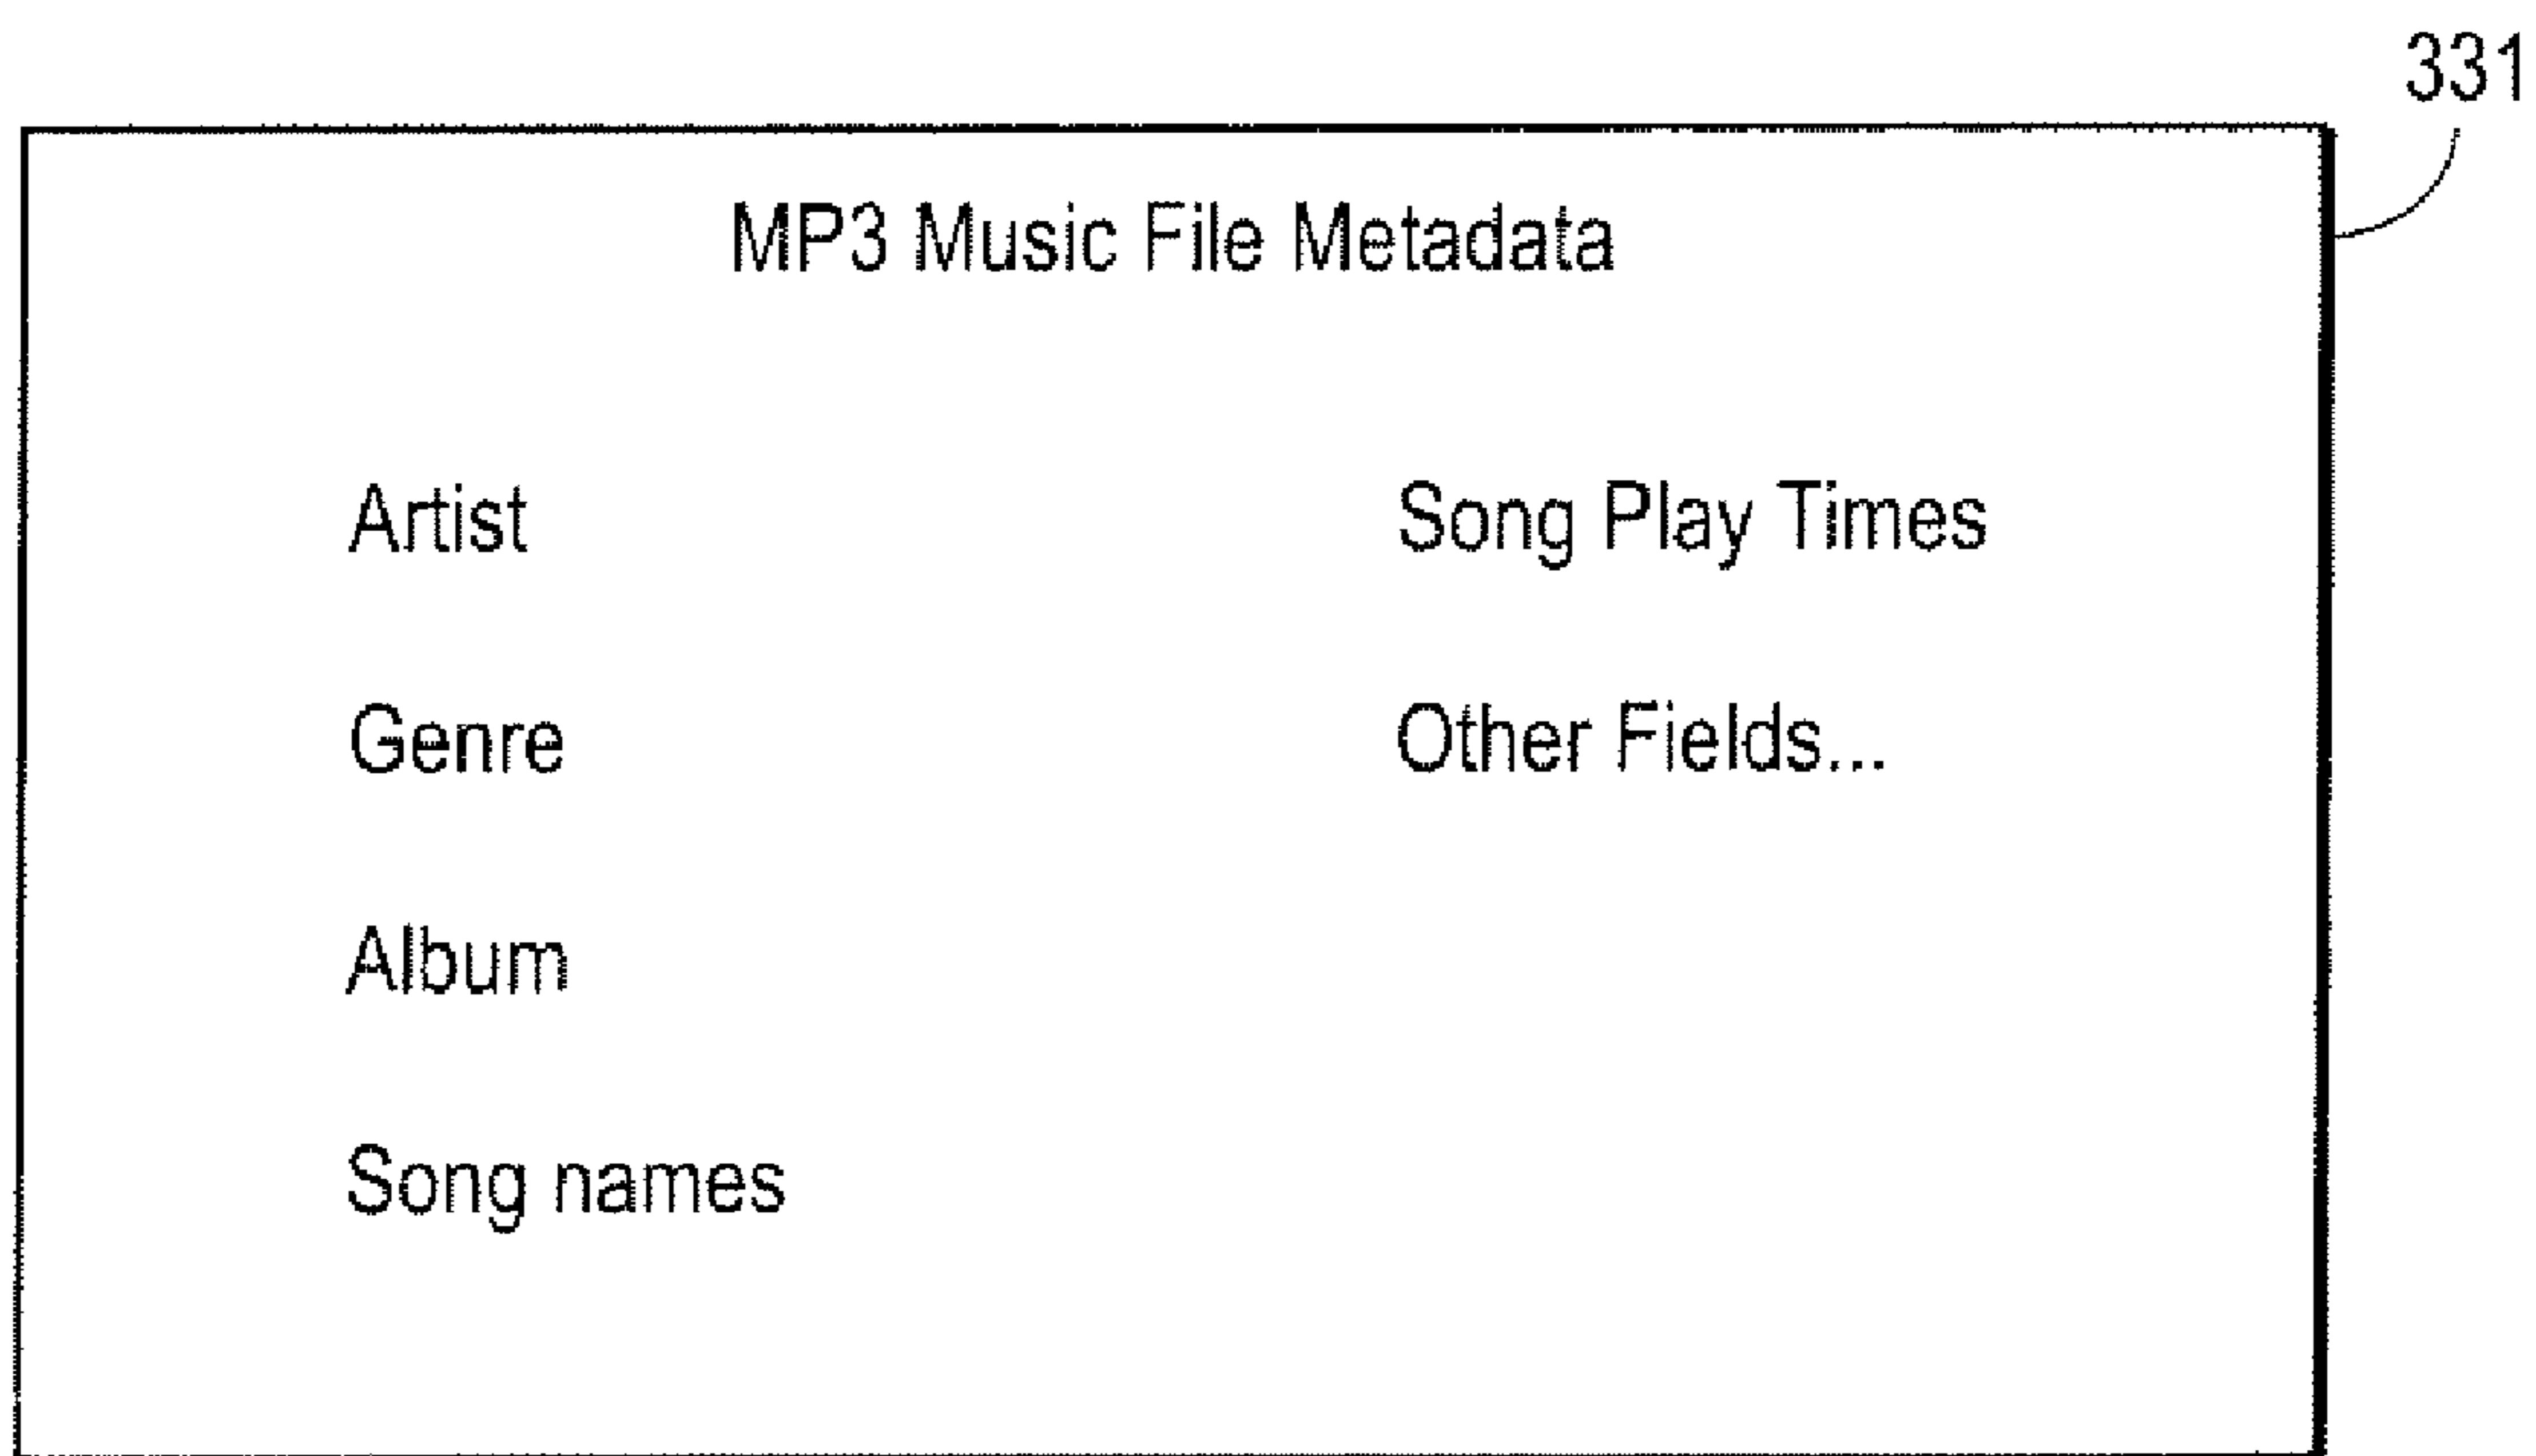 331
MP3 Music File Metadata
Artist
Genre
Album
Song names
Song Play Times
Other Fields...